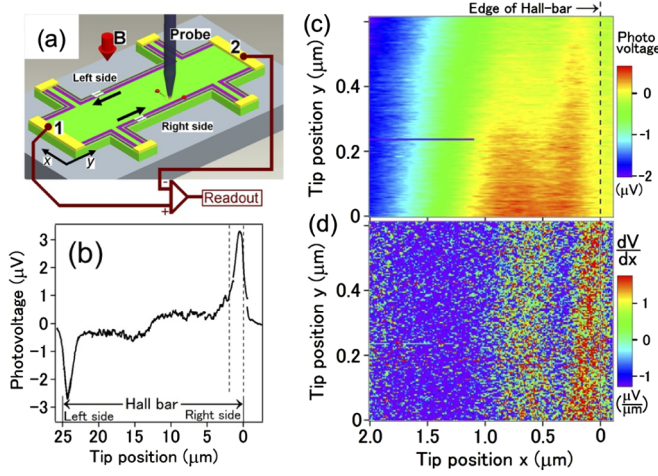 (a)
B
Probe
2
Left side
Right side
1
x
y
-
+
Readout
(b)
Photovoltage (μV)
3
2
1
0
−1
−2
−3
Hall bar
Left side
Right side
25 20 15 10 5 0
Tip position (μm)
Edge of Hall-bar
(c)
Photo
voltage
2
1
0
−1
−2
(μV)
Tip position y (μm)
0.4
0.2
0
(d)
dV
dx
1
0
−1
(μV/μm)
Tip position y (μm)
0.4
0.2
0
2.0 1.5 1.0 0.5 0
Tip position x (μm)